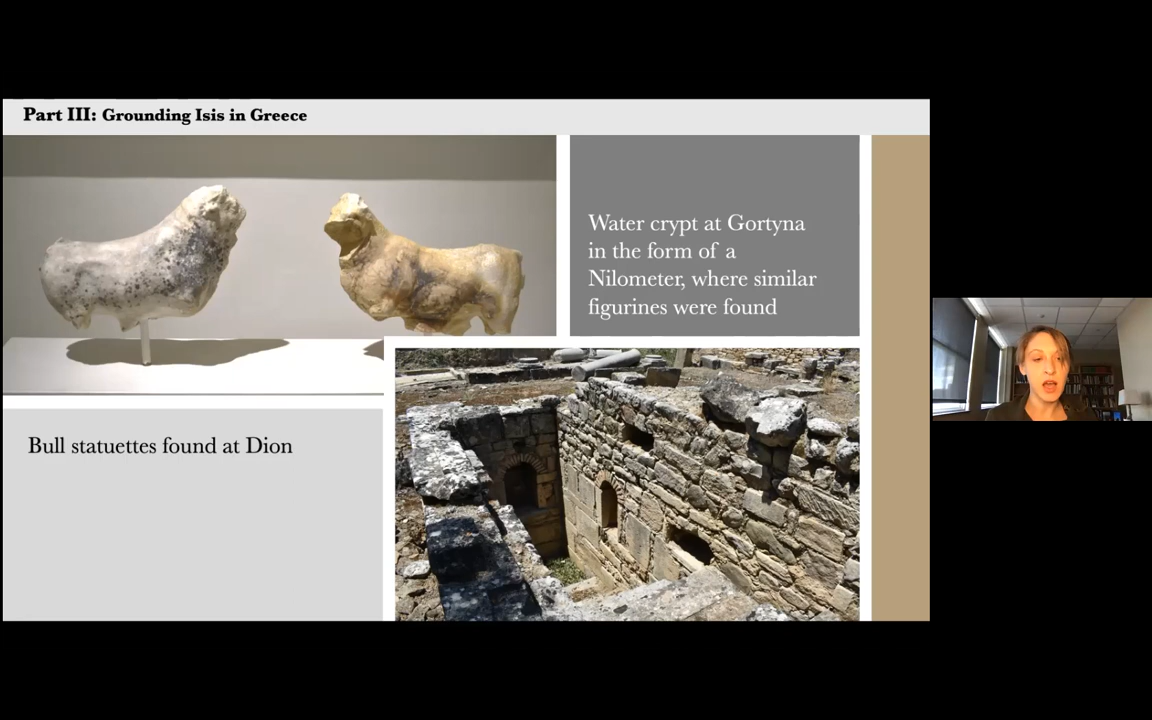 Part III: Grounding Isis in Greece
Water crypt at Gortyna
in the form of a
Nilometer, where similar
figurines were found
Bull statuettes found at Dion